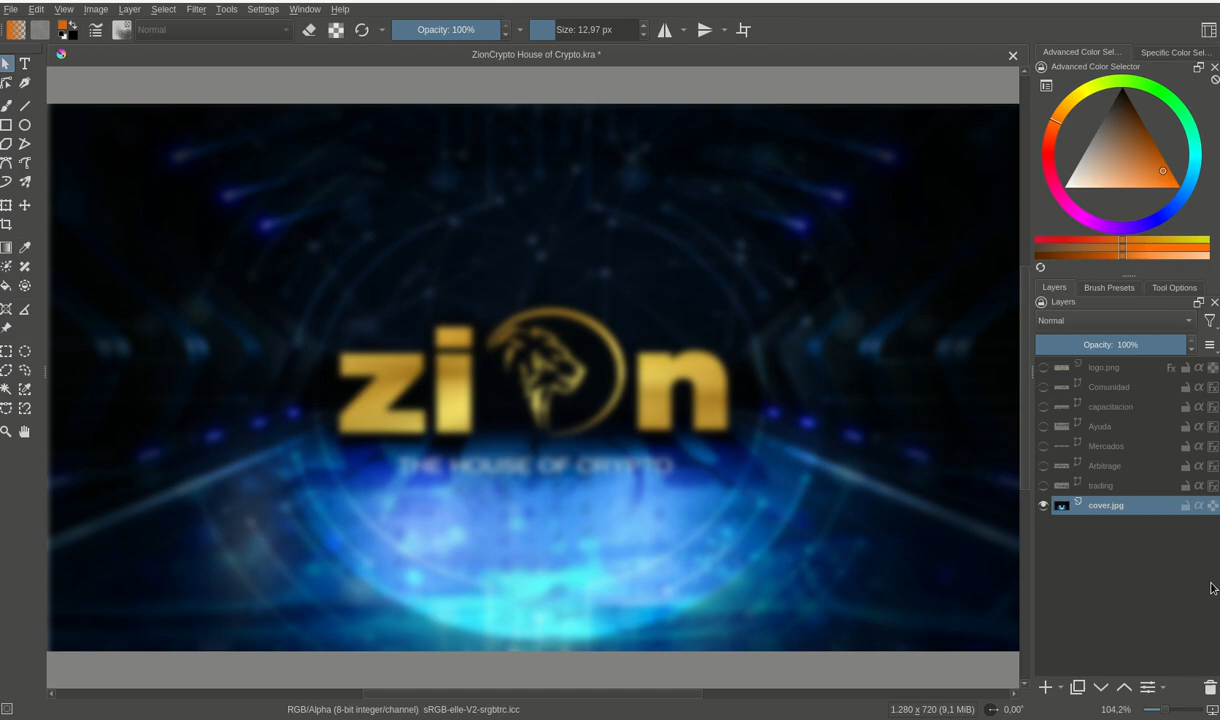 File Edit View Image Layer Select Filter Tools Settings Window Help
Normal
Opacity: 100%
Size: 12,97 px
ZionCrypto House of Crypto.kra *
Advanced Color Sel...
Specific Color Sel...
Advanced Color Selector
zion
THE HOUSE OF CRYPTO
Layers
Brush Presets
Tool Options
Layers
Normal
Opacity: 100%
logo.png
Fx
Comunidad
capacitacion
Ayuda
Mercados
Arbitrage
trading
cover.jpg
RGB/Alpha (8-bit integer/channel) sRGB-elle-V2-srgbtrc.icc
1.280 x 720 (9,1 MiB)
0,00°
104,2%